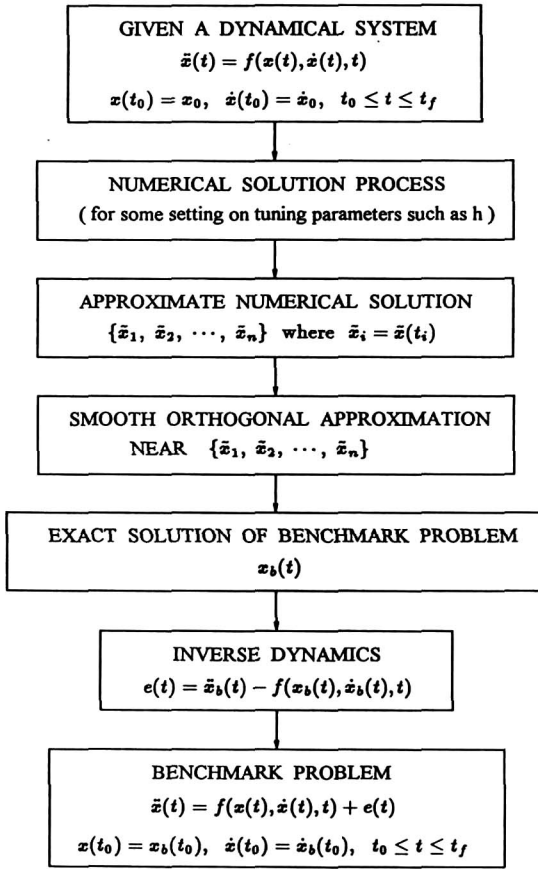 GIVEN A DYNAMICAL SYSTEM
ẍ(t) = f(x(t), ẋ(t), t)
x(t₀) = x₀, ẋ(t₀) = ẋ₀, t₀ ≤ t ≤ t_f
NUMERICAL SOLUTION PROCESS
( for some setting on tuning parameters such as h )
APPROXIMATE NUMERICAL SOLUTION
{x̃₁, x̃₂, ⋯, x̃ₙ} where x̃ᵢ = x̃(tᵢ)
SMOOTH ORTHOGONAL APPROXIMATION
NEAR {x̃₁, x̃₂, ⋯, x̃ₙ}
EXACT SOLUTION OF BENCHMARK PROBLEM
x_b(t)
INVERSE DYNAMICS
e(t) = ẍ_b(t) − f(x_b(t), ẋ_b(t), t)
BENCHMARK PROBLEM
ẍ(t) = f(x(t), ẋ(t), t) + e(t)
x(t₀) = x_b(t₀), ẋ(t₀) = ẋ_b(t₀), t₀ ≤ t ≤ t_f